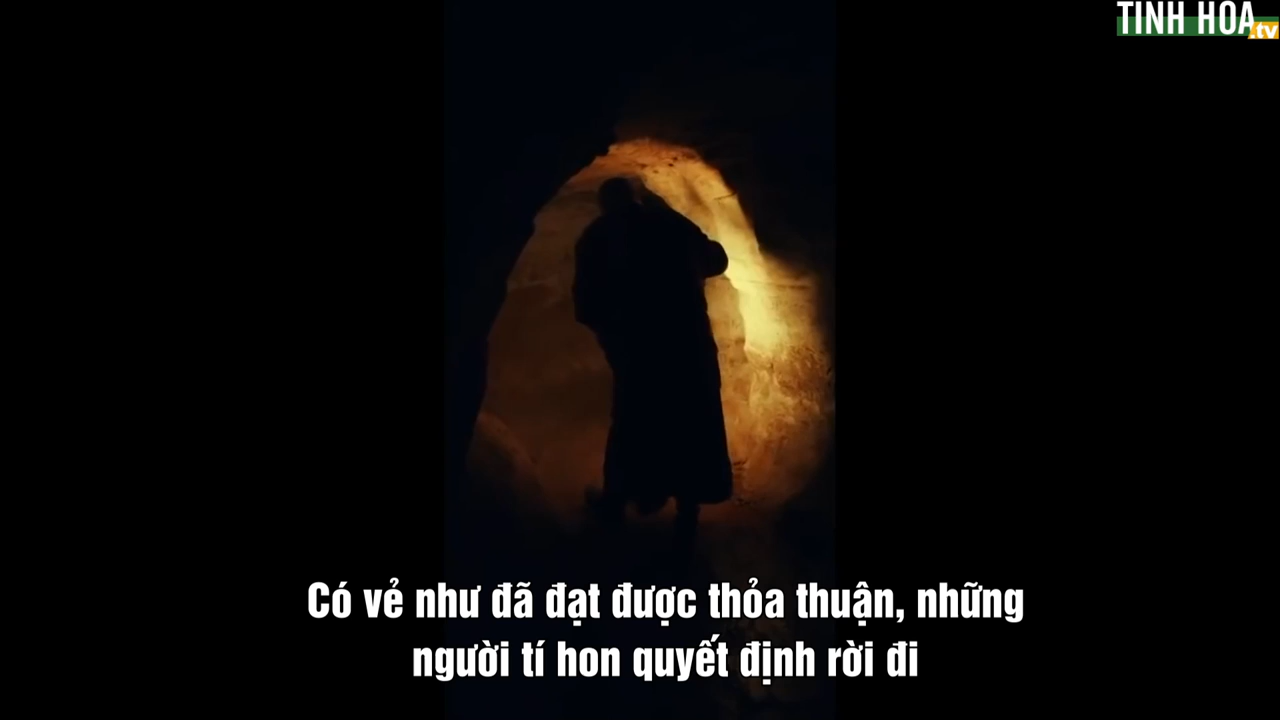 TINH HOA
.tv
Có vẻ như đã đạt được thỏa thuận, những
người tí hon quyết định rời đi